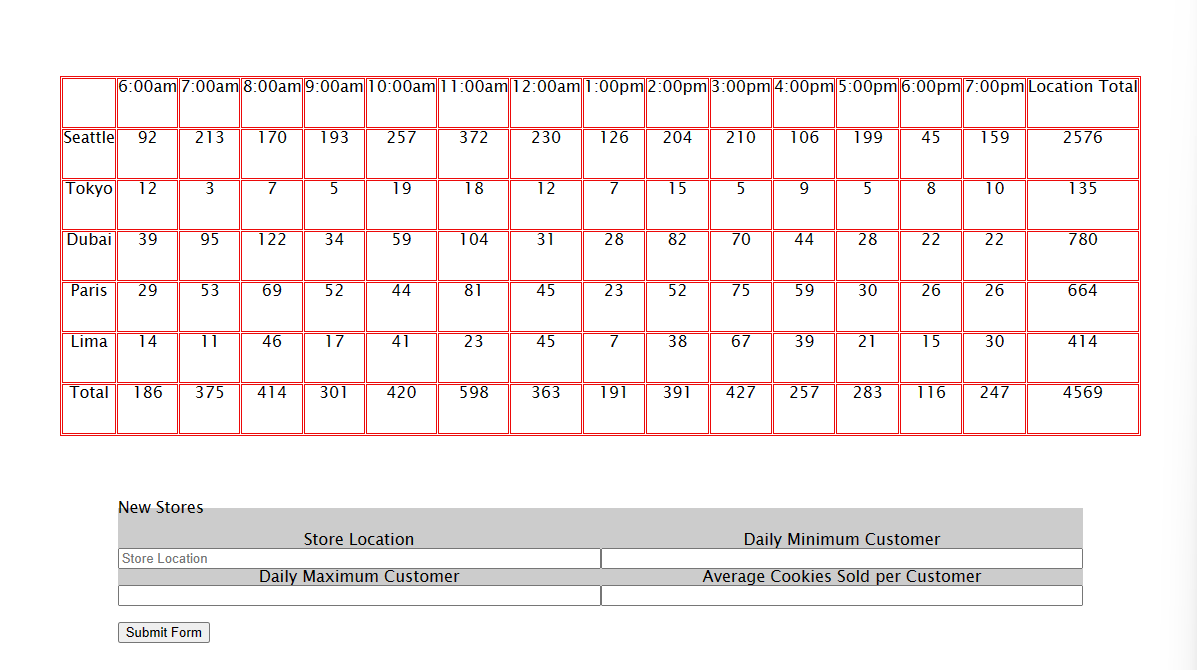 6:00am 7:00am 8:00am 9:00am 10:00am 11:00am 12:00am 1:00pm 2:00pm 3:00pm 4:00pm 5:00pm 6:00pm 7:00pm Location Total
Seattle 92 213 170 193 257 372 230 126 204 210 106 199 45 159 2576
Tokyo 12 3 7 5 19 18 12 7 15 5 9 5 8 10 135
Dubai 39 95 122 34 59 104 31 28 82 70 44 28 22 22 780
Paris 29 53 69 52 44 81 45 23 52 75 59 30 26 26 664
Lima 14 11 46 17 41 23 45 7 38 67 39 21 15 30 414
Total 186 375 414 301 420 598 363 191 391 427 257 283 116 247 4569
New Stores
Store Location Daily Minimum Customer
Store Location
Daily Maximum Customer Average Cookies Sold per Customer
Submit Form